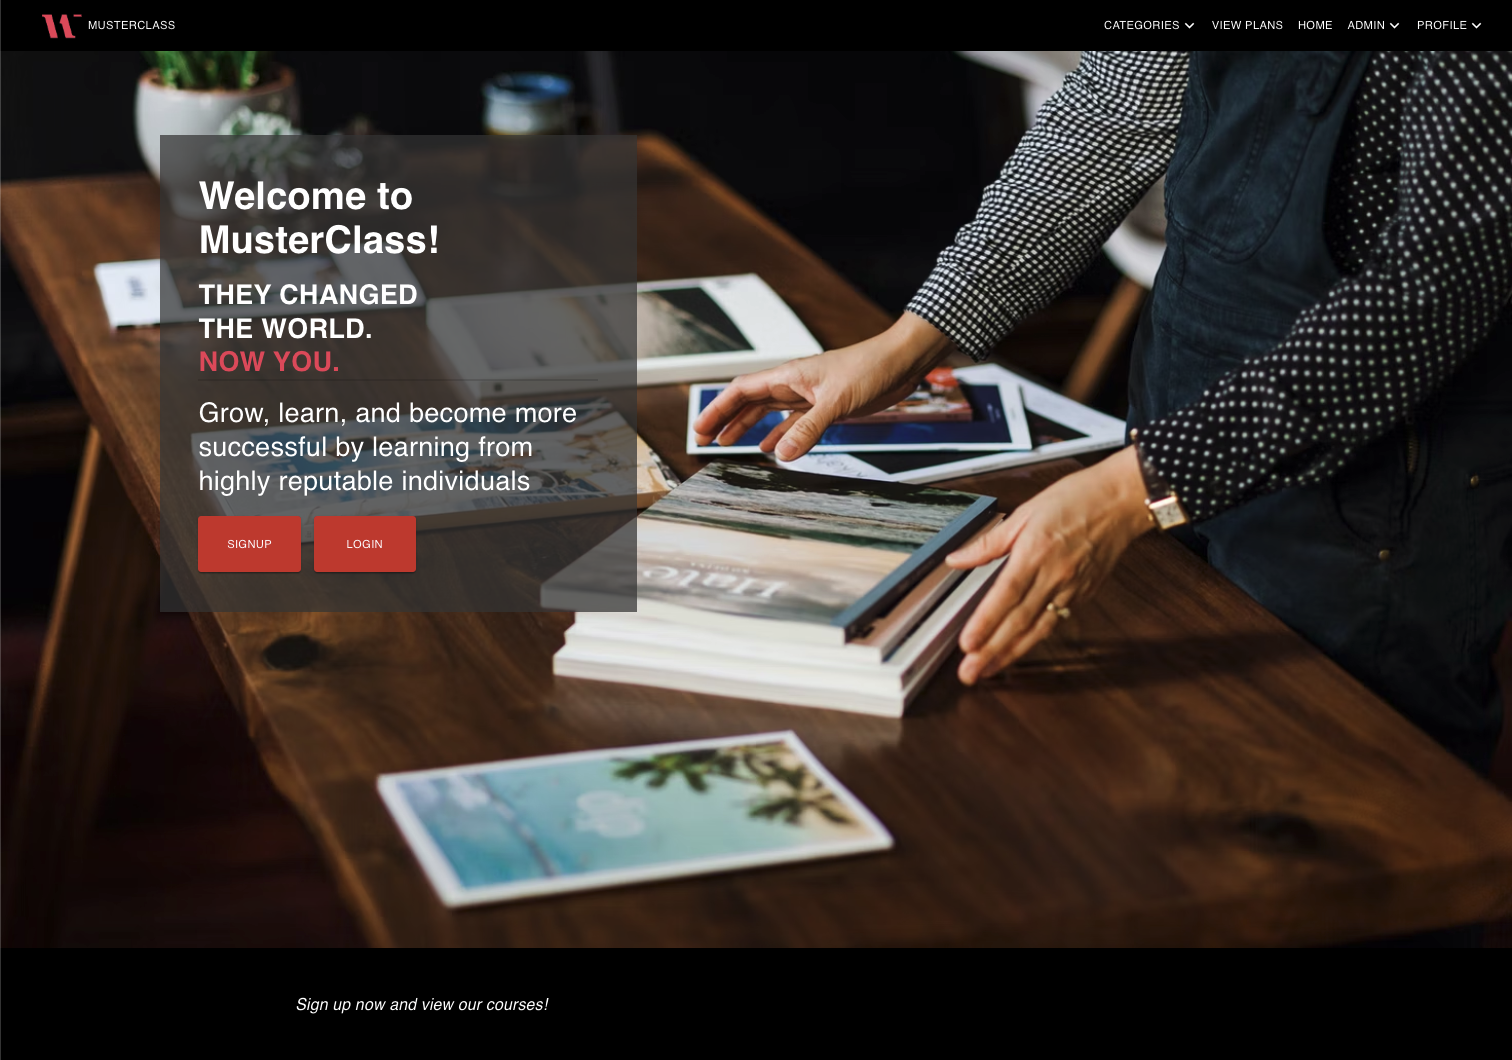 MUSTERCLASS
CATEGORIES VIEW PLANS HOME ADMIN PROFILE
Welcome to
MusterClass!
THEY CHANGED
THE WORLD.
NOW YOU.
Grow, learn, and become more
successful by learning from
highly reputable individuals
SIGNUP LOGIN
Sign up now and view our courses!